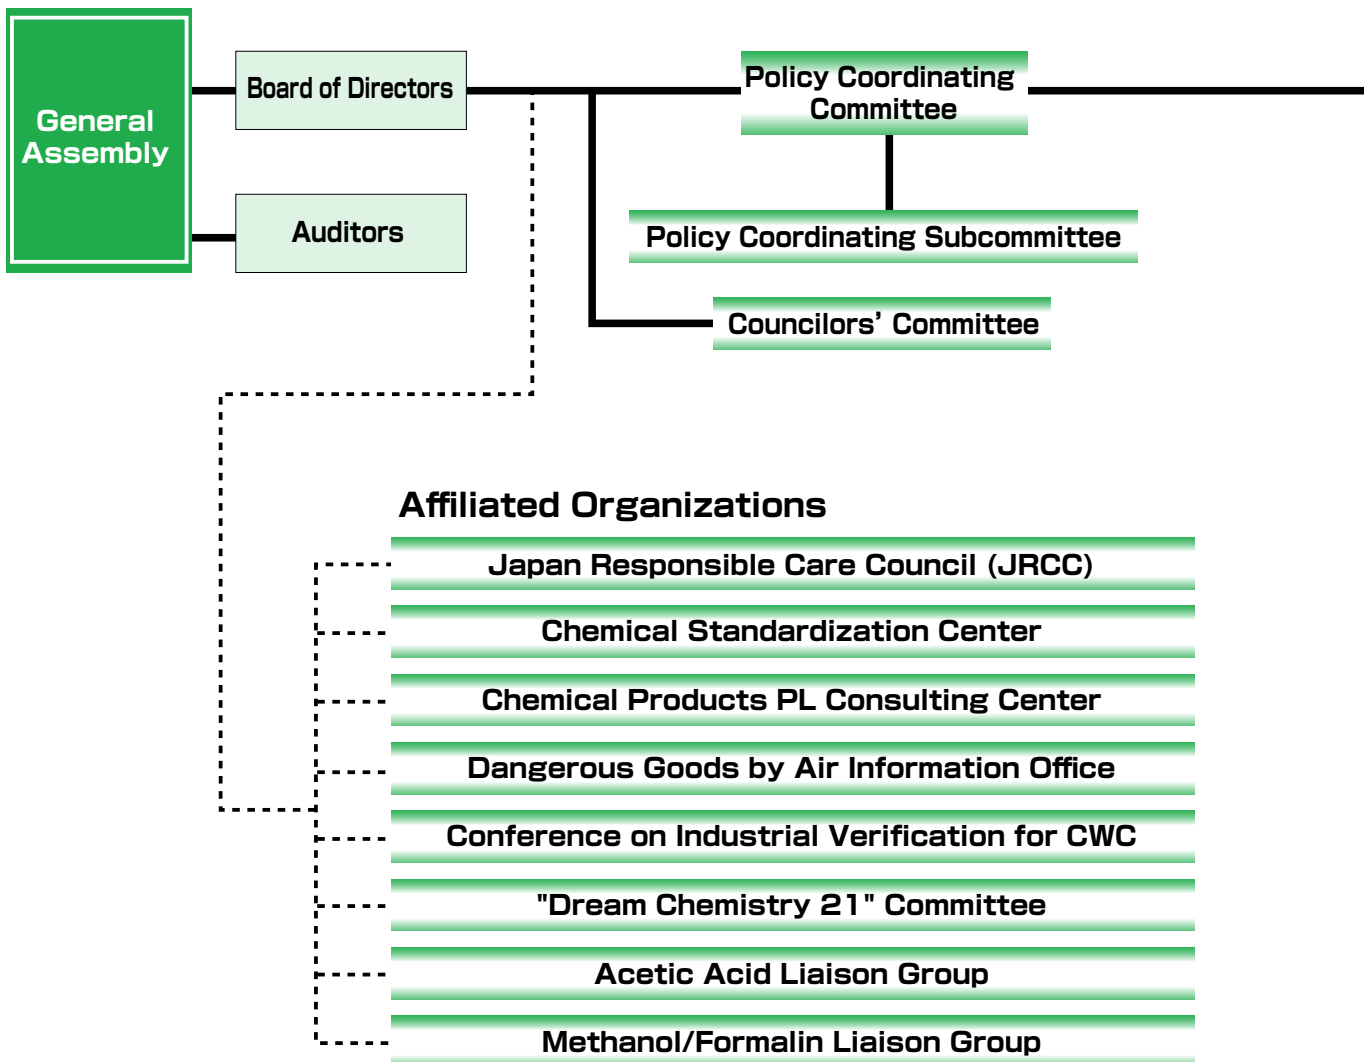 General
Assembly
Board of Directors
Auditors
Policy Coordinating
Committee
Policy Coordinating Subcommittee
Councilors’ Committee
Affiliated Organizations
Japan Responsible Care Council (JRCC)
Chemical Standardization Center
Chemical Products PL Consulting Center
Dangerous Goods by Air Information Office
Conference on Industrial Verification for CWC
"Dream Chemistry 21" Committee
Acetic Acid Liaison Group
Methanol/Formalin Liaison Group